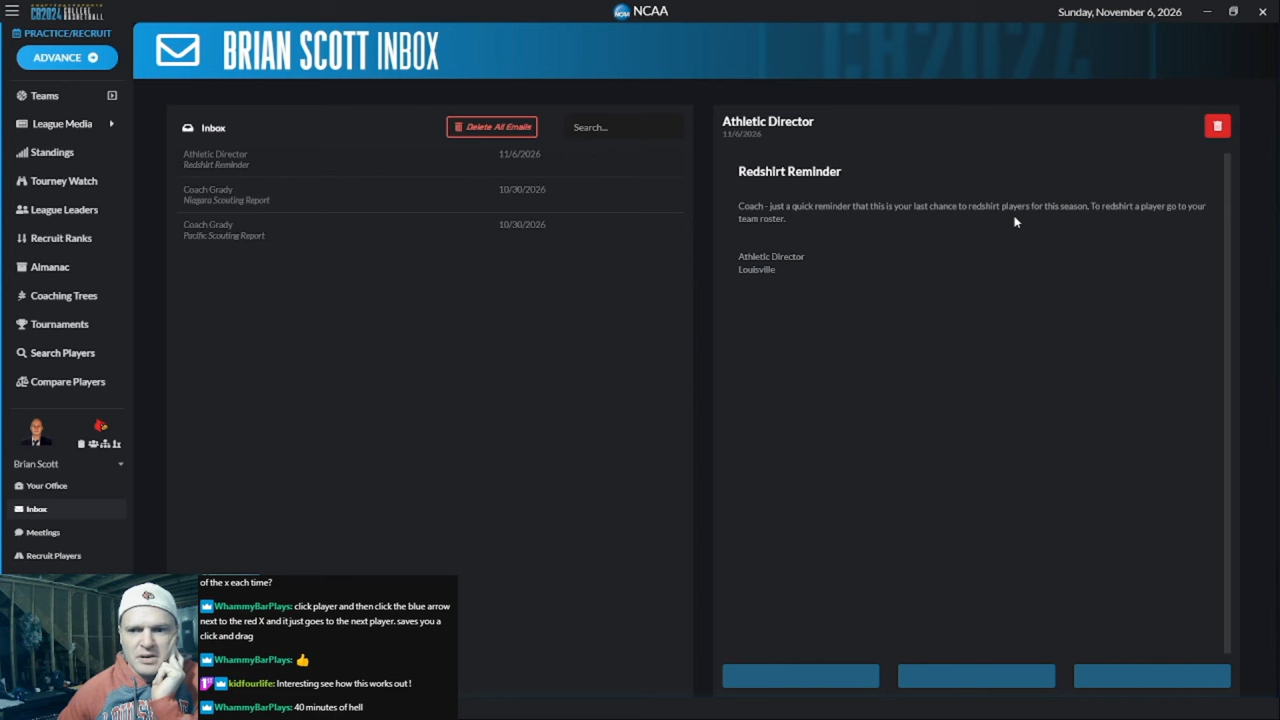 CB2024 COLLEGE BASKETBALL
NCAA
Sunday, November 6, 2026
PRACTICE/RECRUIT
ADVANCE
BRIAN SCOTT INBOX
Teams
League Media
Standings
Tourney Watch
League Leaders
Recruit Ranks
Almanac
Coaching Trees
Tournaments
Search Players
Compare Players
Brian Scott
Your Office
Inbox
Meetings
Recruit Players
Inbox
Delete All Emails
Search...
Athletic Director 11/6/2026
Redshirt Reminder
Coach Grady 10/30/2026
Niagara Scouting Report
Coach Grady 10/30/2026
Pacific Scouting Report
Athletic Director
11/6/2026
Redshirt Reminder
Coach - just a quick reminder that this is your last chance to redshirt players for this season. To redshirt a player go to your
team roster.
Athletic Director
Louisville
of the x each time?
WhammyBarPlays: click player and then click the blue arrow
next to the red X and it just goes to the next player. saves you a
click and drag
WhammyBarPlays: 👍
kidfourlife: Interesting see how this works out !
WhammyBarPlays: 40 minutes of hell